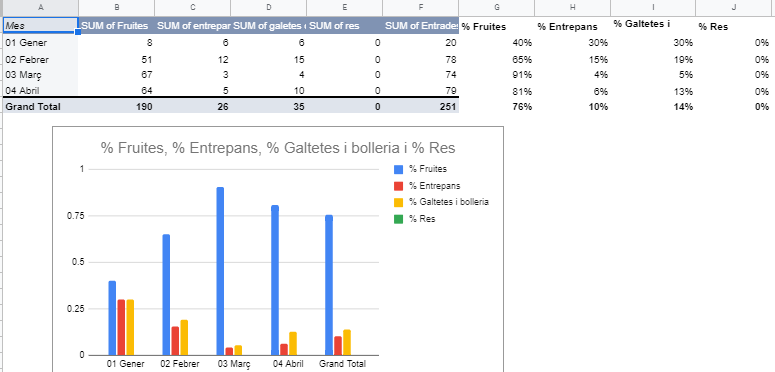 A B C D E F G H I J
Mes SUM of Fruites SUM of entrepar SUM of galetes SUM of res SUM of Entrades % Fruites % Entrepans % Galtetes i % Res
01 Gener 8 6 6 0 20 40% 30% 30% 0%
02 Febrer 51 12 15 0 78 65% 15% 19% 0%
03 Març 67 3 4 0 74 91% 4% 5% 0%
04 Abril 64 5 10 0 79 81% 6% 13% 0%
Grand Total 190 26 35 0 251 76% 10% 14% 0%
% Fruites, % Entrepans, % Galtetes i bolleria i % Res
1
0.75
0.5
0.25
0
% Fruites
% Entrepans
% Galtetes i bolleria
% Res
01 Gener 02 Febrer 03 Març 04 Abril Grand Total